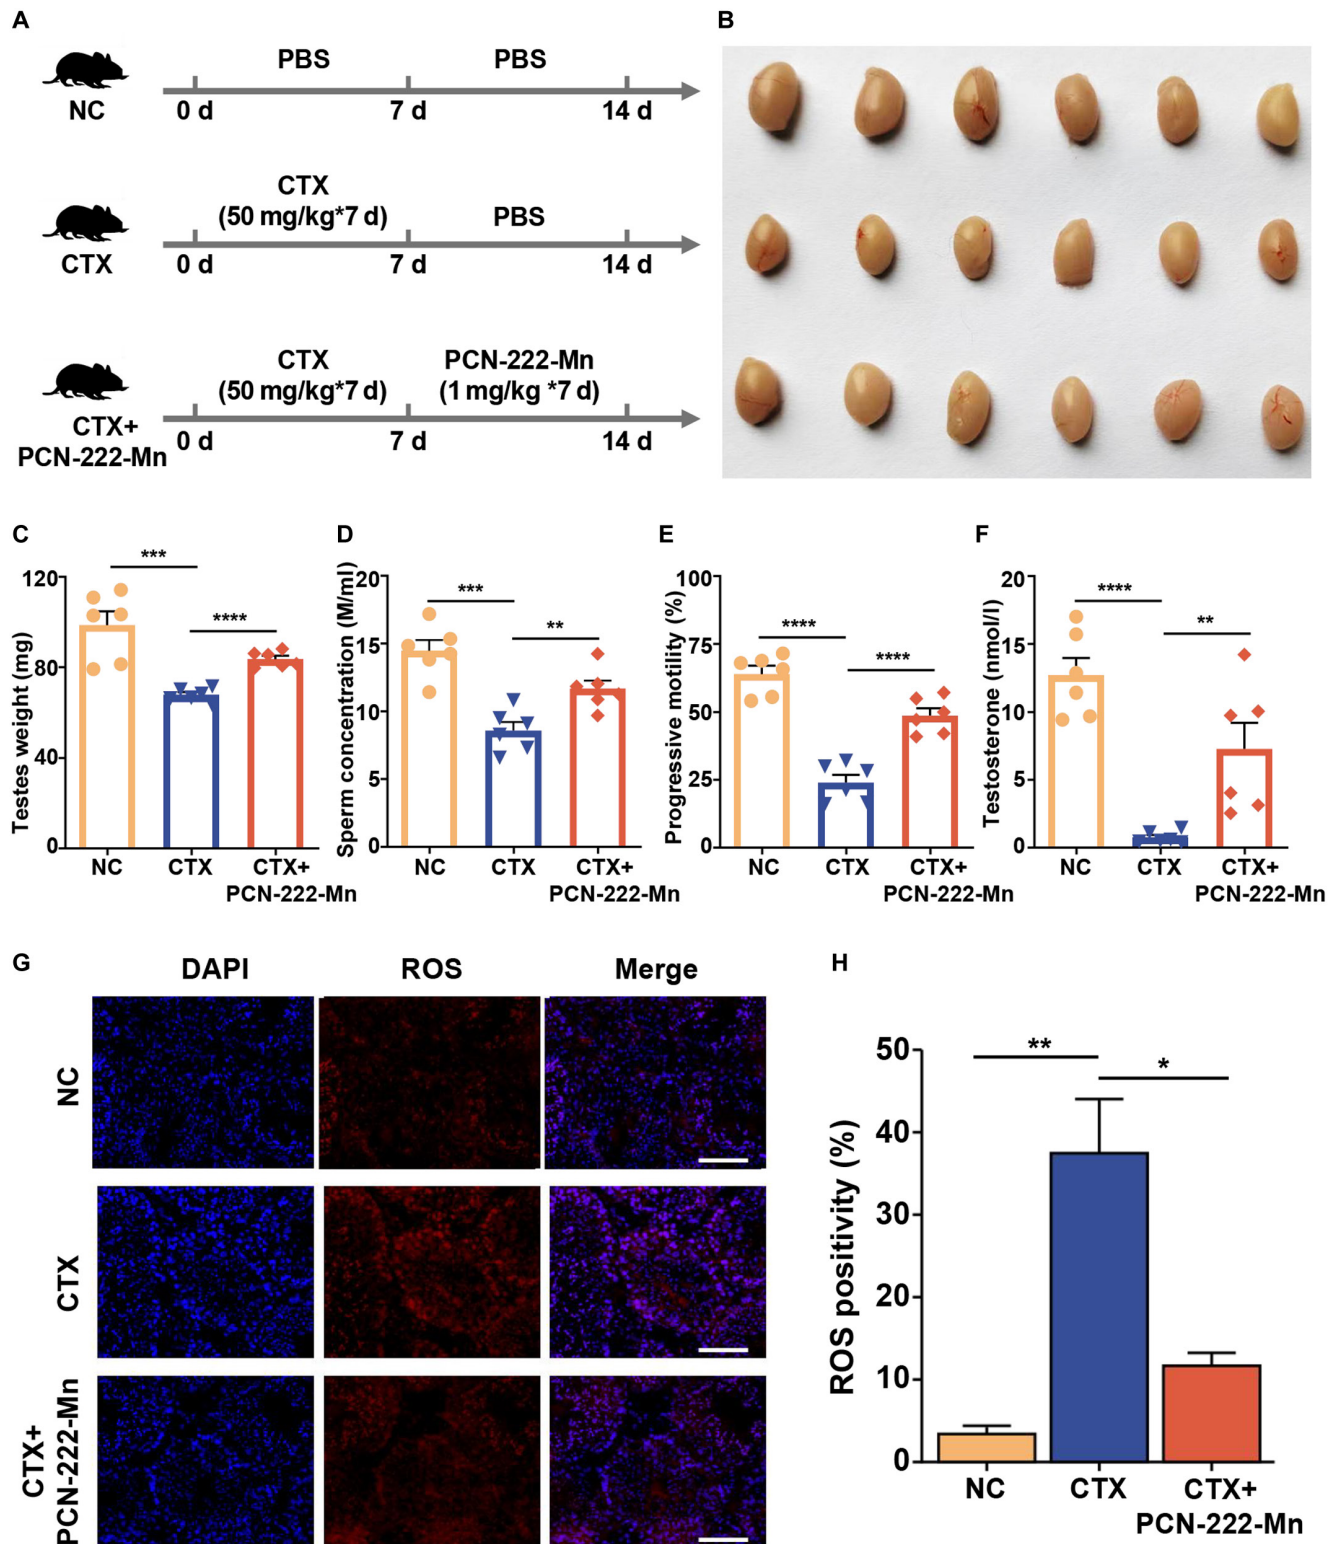 A
PBS
PBS
NC
0 d
7 d
14 d
CTX
(50 mg/kg*7 d)
PBS
CTX
0 d
7 d
14 d
CTX
(50 mg/kg*7 d)
PCN-222-Mn
(1 mg/kg *7 d)
CTX+
PCN-222-Mn
0 d
7 d
14 d
B
C
Testes weight (mg)
120
80
40
0
***
****
NC
CTX
CTX+
PCN-222-Mn
D
Sperm concentration (M/ml)
20
15
10
5
0
***
**
NC
CTX
CTX+
PCN-222-Mn
E
Progressive motility (%)
100
75
50
25
0
****
****
NC
CTX
CTX+
PCN-222-Mn
F
Testosterone (nmol/l)
20
15
10
5
0
****
**
NC
CTX
CTX+
PCN-222-Mn
G
DAPI
ROS
Merge
NC
CTX
CTX+
PCN-222-Mn
H
ROS positivity (%)
50
40
30
20
10
0
**
*
NC
CTX
CTX+
PCN-222-Mn